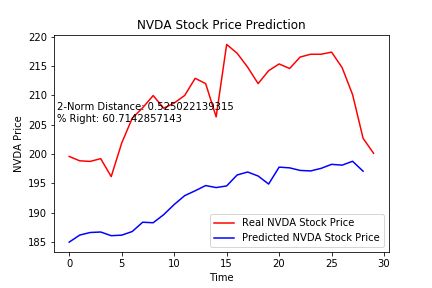 NVDA Stock Price Prediction
220
215
210
205
200
195
190
185
NVDA Price
2-Norm Distance: 0.525022139315
% Right: 60.7142857143
Real NVDA Stock Price
Predicted NVDA Stock Price
0
5
10
15
20
25
30
Time